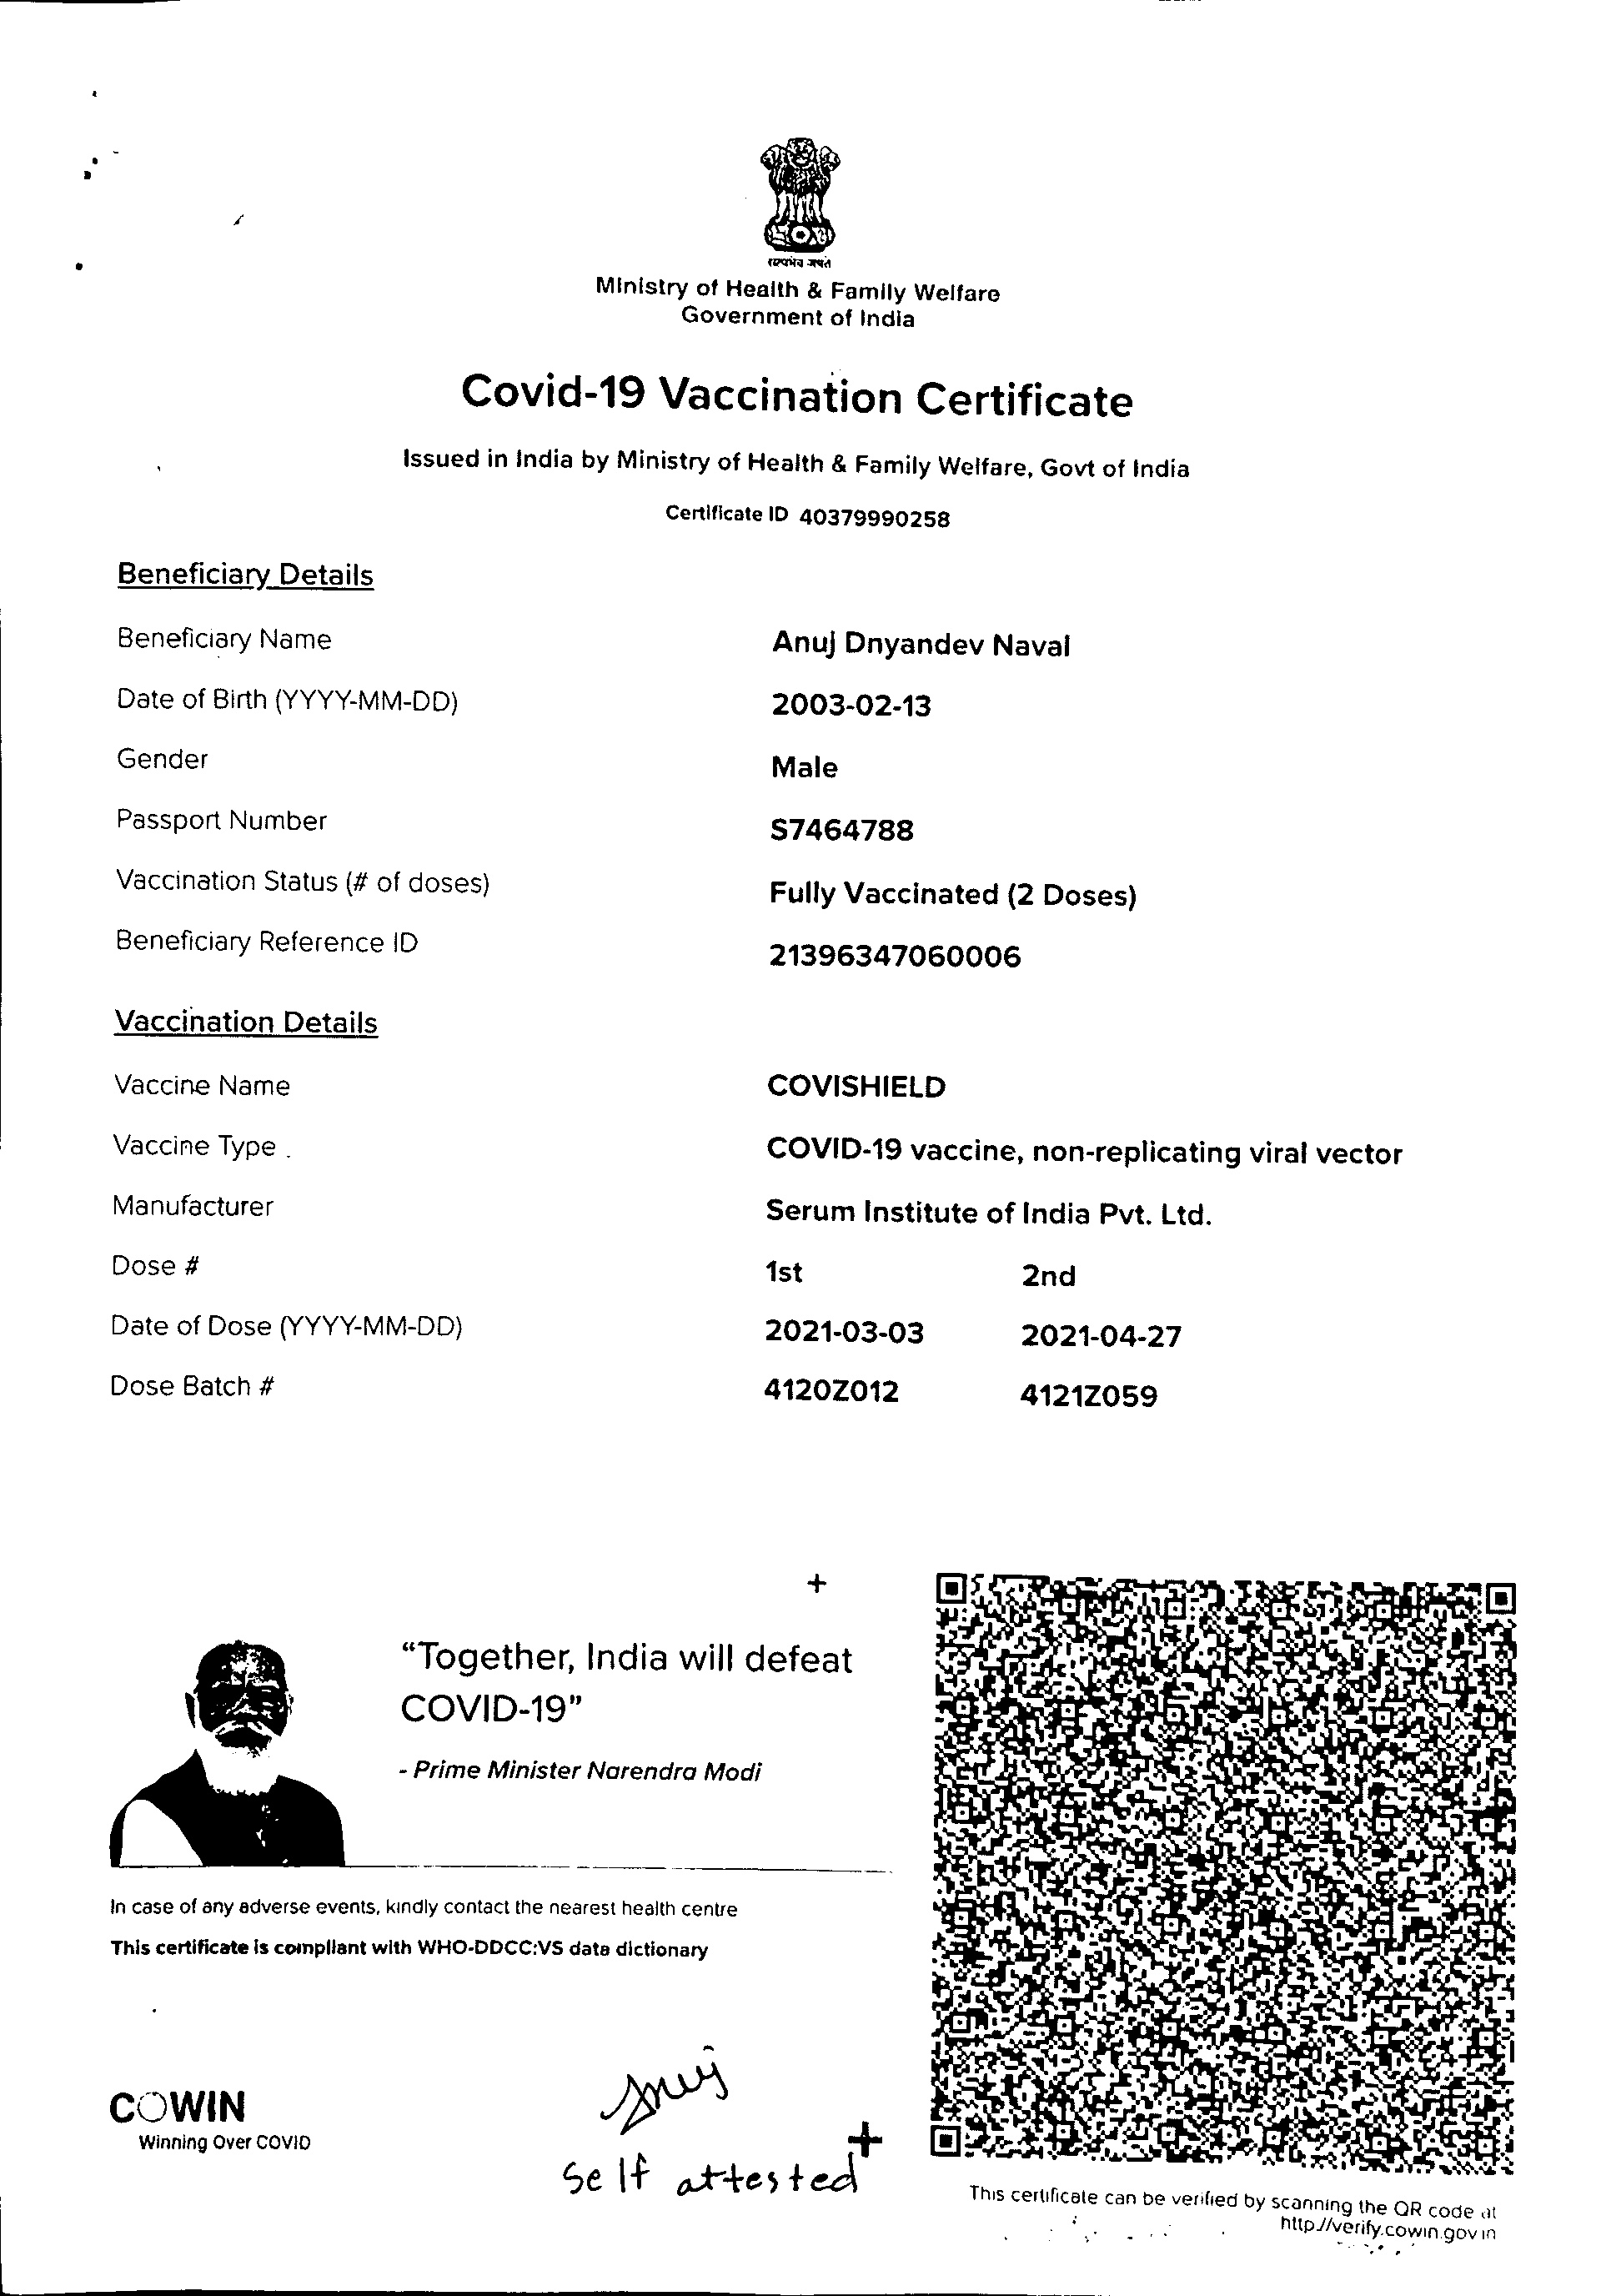 सत्यमेव जयते
Ministry of Health & Family Welfare
Government of India
Covid-19 Vaccination Certificate
Issued in India by Ministry of Health & Family Welfare, Govt of India
Certificate ID 40379990258
Beneficiary Details
Beneficiary Name Anuj Dnyandev Naval
Date of Birth (YYYY-MM-DD) 2003-02-13
Gender Male
Passport Number S7464788
Vaccination Status (# of doses) Fully Vaccinated (2 Doses)
Beneficiary Reference ID 21396347060006
Vaccination Details
Vaccine Name COVISHIELD
Vaccine Type COVID-19 vaccine, non-replicating viral vector
Manufacturer Serum Institute of India Pvt. Ltd.
Dose # 1st 2nd
Date of Dose (YYYY-MM-DD) 2021-03-03 2021-04-27
Dose Batch # 4120Z012 4121Z059
“Together, India will defeat
COVID-19”
- Prime Minister Narendra Modi
In case of any adverse events, kindly contact the nearest health centre
This certificate is compliant with WHO-DDCC:VS data dictionary
COWIN
Winning Over COVID
Anuj
Self attested
This certificate can be verified by scanning the QR code at
http://verify.cowin.gov.in